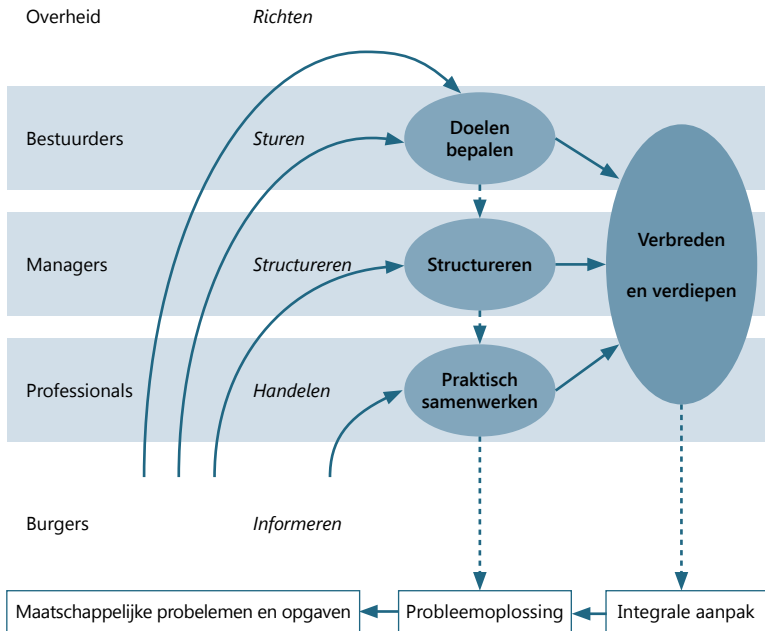 Overheid
Richten
Bestuurders
Sturen
Doelen
bepalen
Managers
Structureren
Structureren
Verbreden
en verdiepen
Professionals
Handelen
Praktisch
samenwerken
Burgers
Informeren
Maatschappelijke probelemen en opgaven
Probleemoplossing
Integrale aanpak